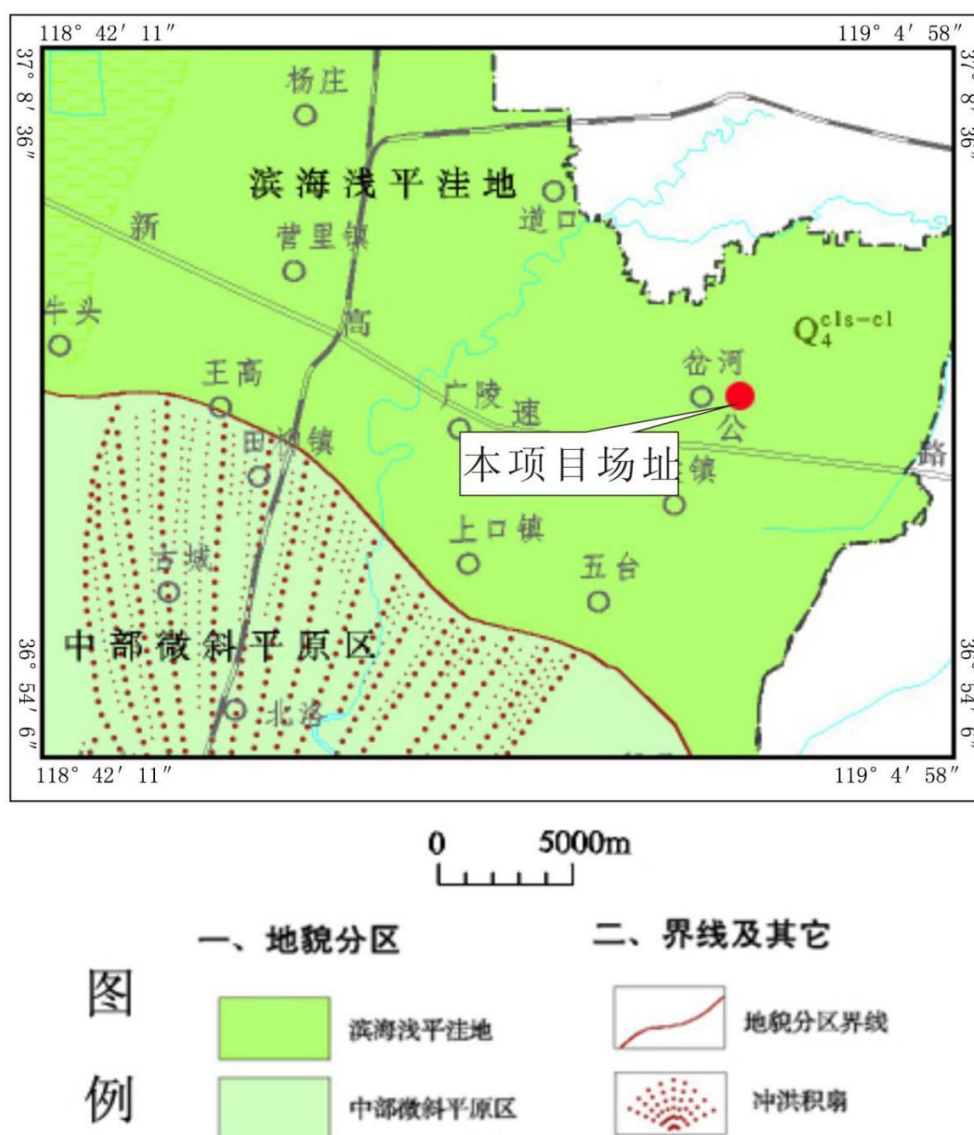 118° 42′ 11″
119° 4′ 58″
37° 8′ 36″
37° 8′ 36″
杨庄
滨海浅平洼地
道口
新
营里镇
高
牛头
Q₄ᶜˡˢ⁻ᶜˡ
岔河
王高
广陵
速
公
田柳镇
本项目场址
镇
路
上口镇
古城
五台
中部微斜平原区
北洛
36° 54′ 6″
36° 54′ 6″
118° 42′ 11″
119° 4′ 58″
0 5000m
一、地貌分区
二、界线及其它
图例
滨海浅平洼地
地貌分区界线
中部微斜平原区
冲洪积扇